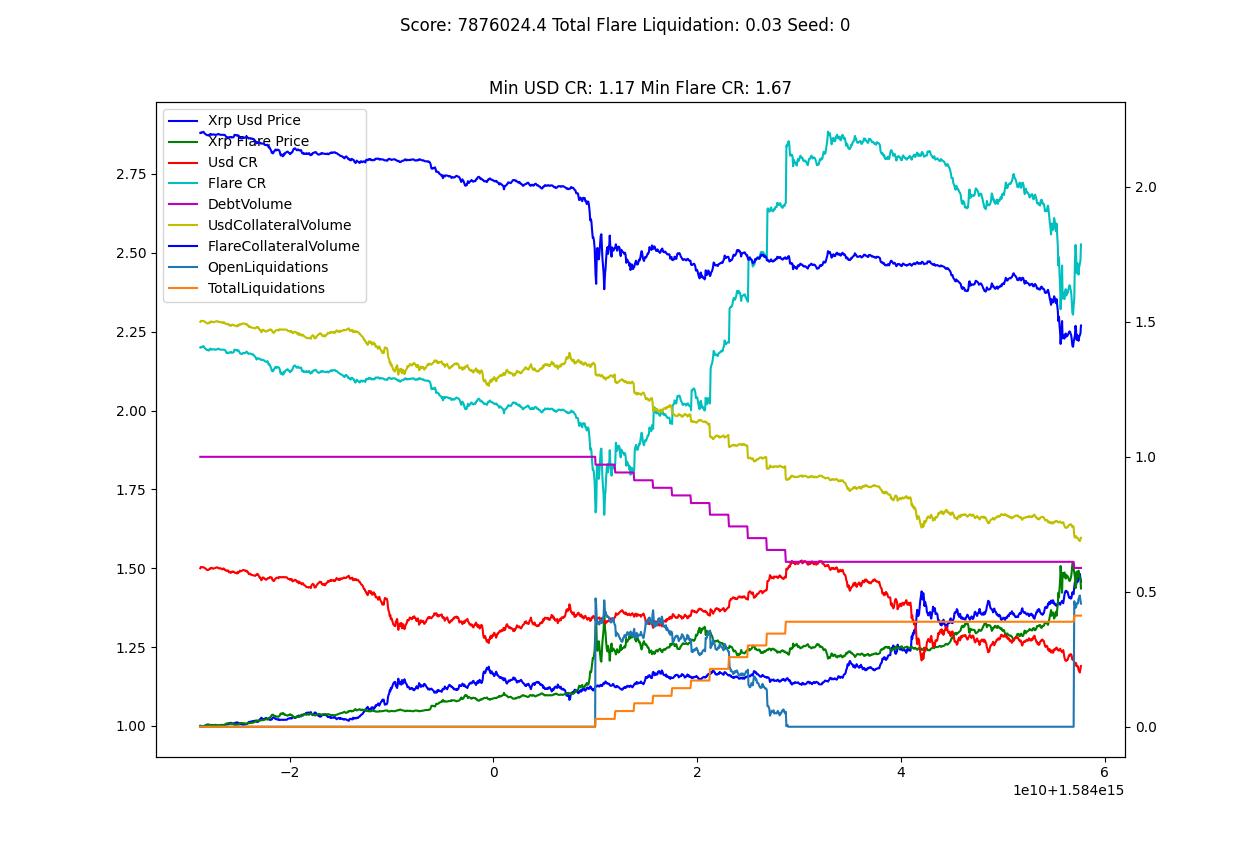 Score: 7876024.4 Total Flare Liquidation: 0.03 Seed: 0
Min USD CR: 1.17 Min Flare CR: 1.67
Xrp Usd Price
Xrp Flare Price
Usd CR
Flare CR
DebtVolume
UsdCollateralVolume
FlareCollateralVolume
OpenLiquidations
TotalLiquidations
2.75
2.50
2.25
2.00
1.75
1.50
1.25
1.00
2.0
1.5
1.0
0.5
0.0
−2 0 2 4 6
1e10+1.584e15